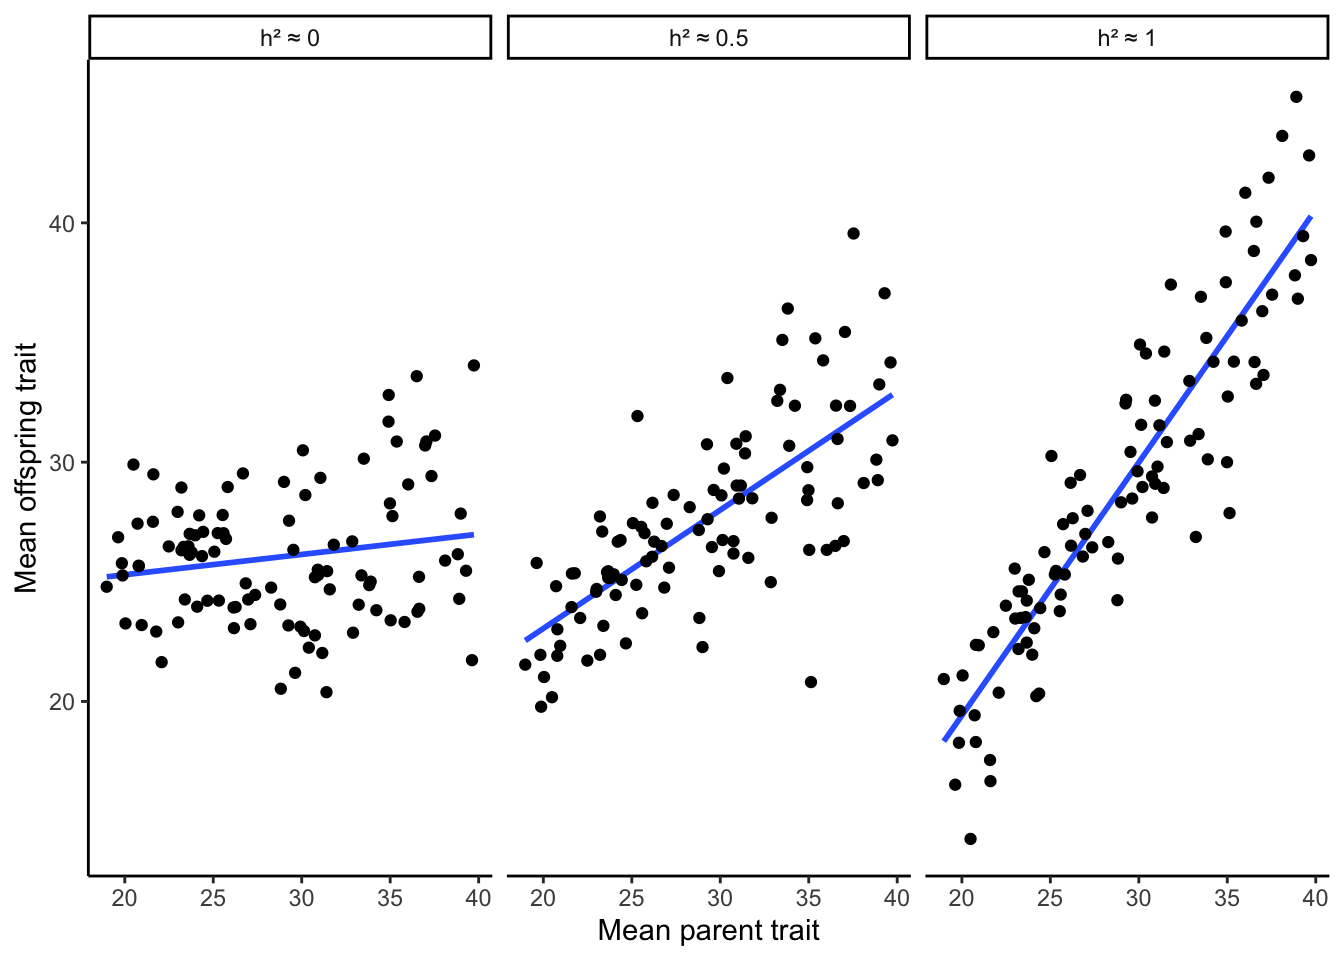 h² ≈ 0
h² ≈ 0.5
h² ≈ 1
Mean offspring trait
40
30
20
20 25 30 35 40
20 25 30 35 40
20 25 30 35 40
Mean parent trait